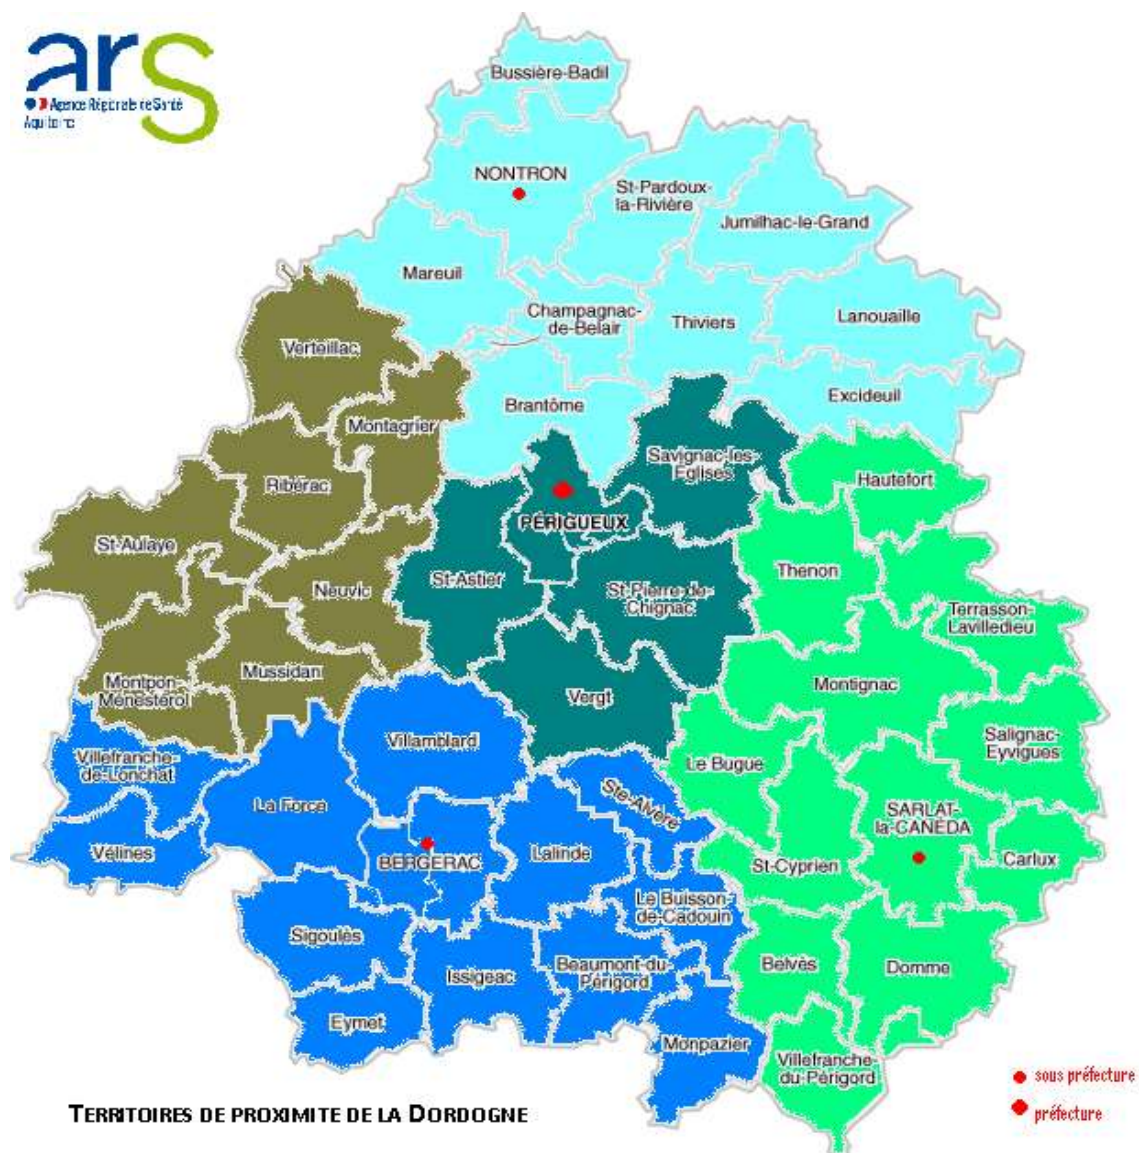 ars
Agence Régionale de Santé
Aquitaine
Bussière-Badil
NONTRON
St-Pardoux-
la-Rivière
Jumilhac-le-Grand
Mareuil
Champagnac-
de-Belair
Thiviers
Lanouaille
Verteillac
Brantôme
Excideuil
Montagrier
Savignac-les-
Eglises
Hautefort
Ribérac
PÉRIGUEUX
St-Aulaye
Neuvic
St-Astier
St-Pierre-de-
Chignac
Thenon
Terrasson-
Lavilledieu
Montpon-
Ménestérol
Mussidan
Vergt
Montignac
Villefranche-
de-Lonchat
Villamblard
Le Bugue
Salignac-
Eyvigues
La Force
Ste-Alvère
SARLAT-
la-CANÉDA
Vélines
BERGERAC
Lalinde
St-Cyprien
Carlux
Le Buisson-
de-Cadouin
Sigoulès
Issigeac
Beaumont-du-
Périgord
Belvès
Domme
Eymet
Monpazier
Villefranche-
du-Périgord
sous préfecture
préfecture
TERRITOIRES DE PROXIMITE DE LA DORDOGNE